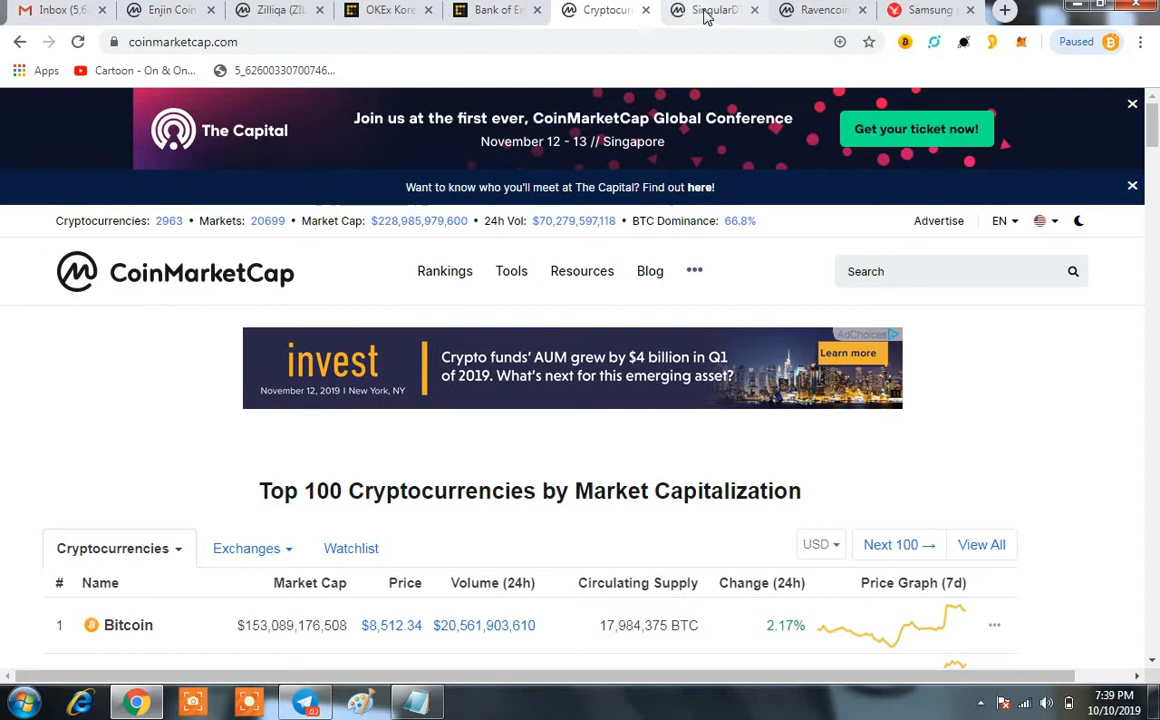 Inbox (5,6
Enjin Coin
Zilliqa (ZIL
OKEx Kore
Bank of En
Cryptocurr
SingularDT
Ravencoin
Samsung
coinmarketcap.com
Paused
Apps
Cartoon - On & On...
5_62600330700746...
The Capital
Join us at the first ever, CoinMarketCap Global Conference
November 12 - 13 // Singapore
Get your ticket now!
Want to know who you'll meet at The Capital? Find out here!
Cryptocurrencies: 2963 • Markets: 20699 • Market Cap: $228,985,979,600 • 24h Vol: $70,279,597,118 • BTC Dominance: 66.8%
Advertise
EN
CoinMarketCap
Rankings
Tools
Resources
Blog
Search
AdChoices
invest
November 12, 2019 I New York, NY
Crypto funds' AUM grew by $4 billion in Q1
of 2019. What's next for this emerging asset?
Learn more
Top 100 Cryptocurrencies by Market Capitalization
Cryptocurrencies
Exchanges
Watchlist
USD
Next 100 →
View All
# Name Market Cap Price Volume (24h) Circulating Supply Change (24h) Price Graph (7d)
1 Bitcoin $153,089,176,508 $8,512.34 $20,561,903,610 17,984,375 BTC 2.17%
02
7:39 PM
10/10/2019